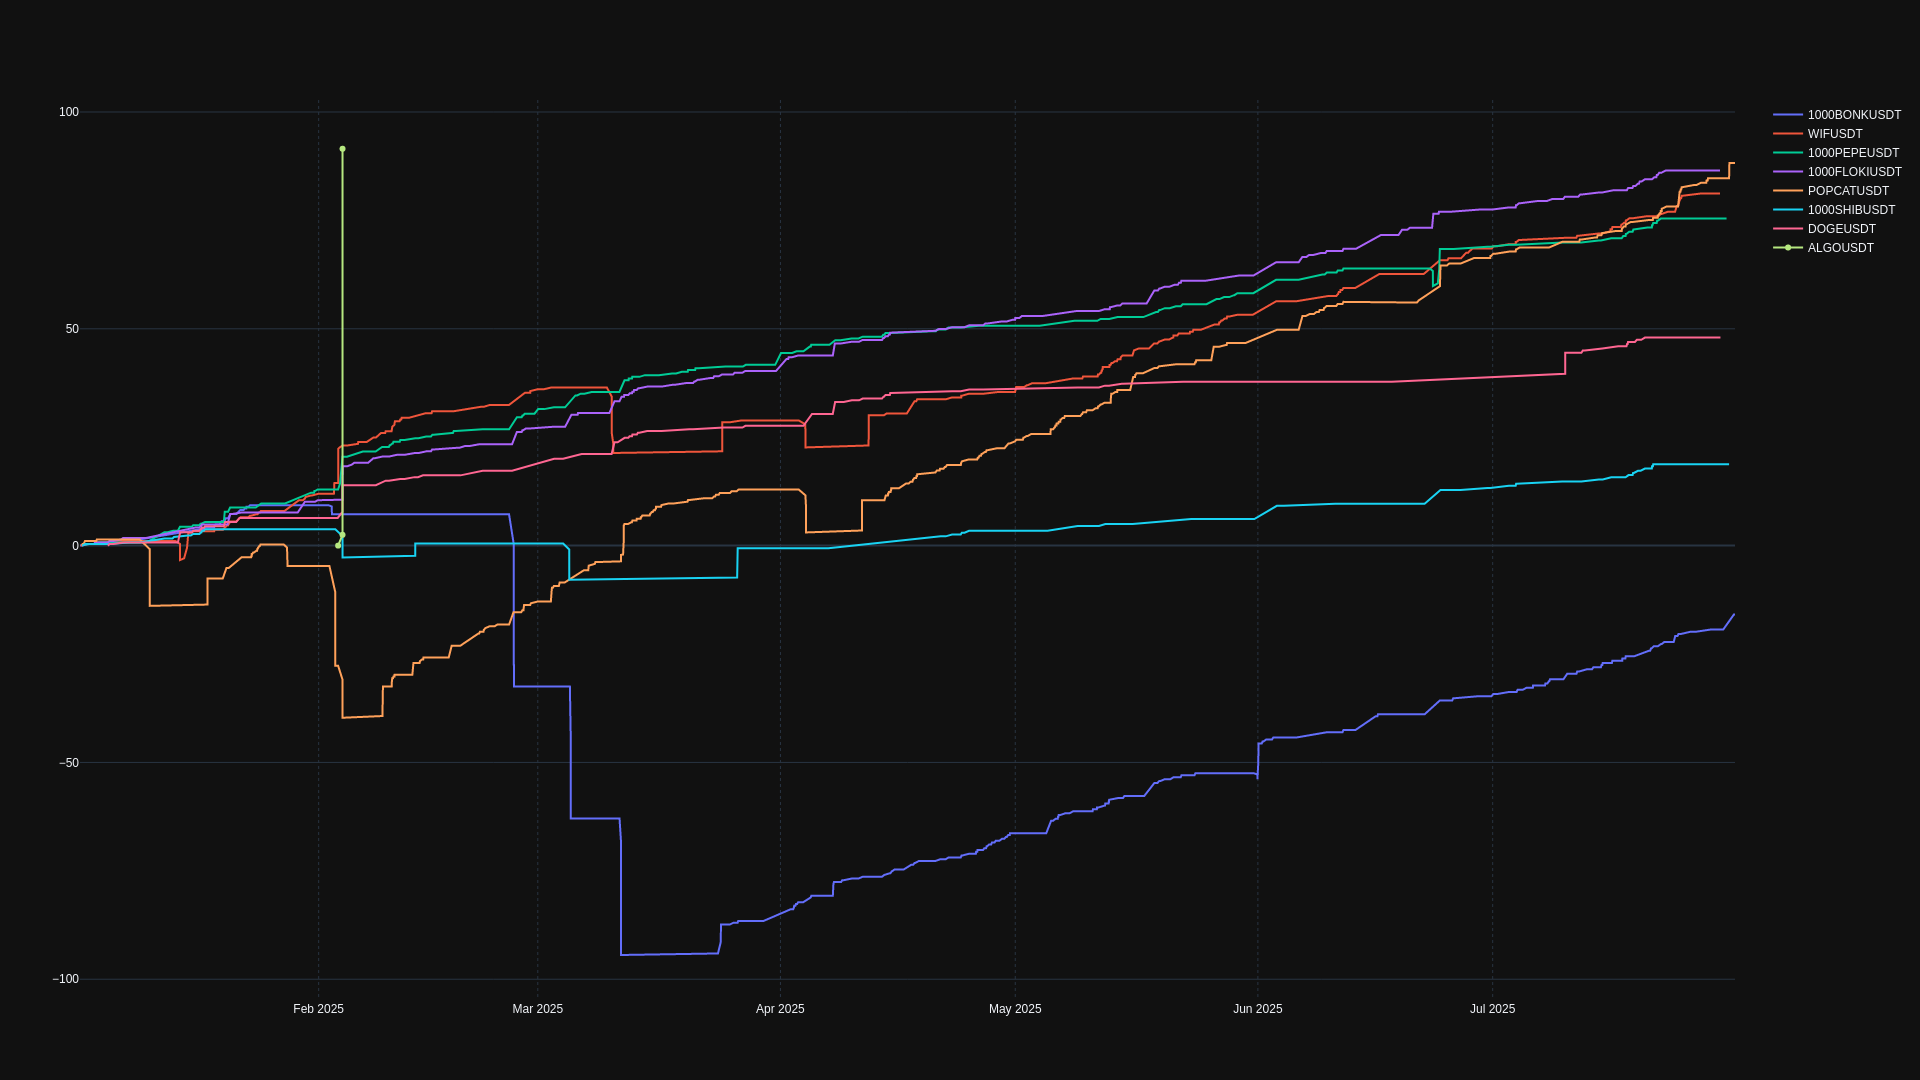 100
50
0
−50
−100
Feb 2025
Mar 2025
Apr 2025
May 2025
Jun 2025
Jul 2025
1000BONKUSDT
WIFUSDT
1000PEPEUSDT
1000FLOKIUSDT
POPCATUSDT
1000SHIBUSDT
DOGEUSDT
ALGOUSDT